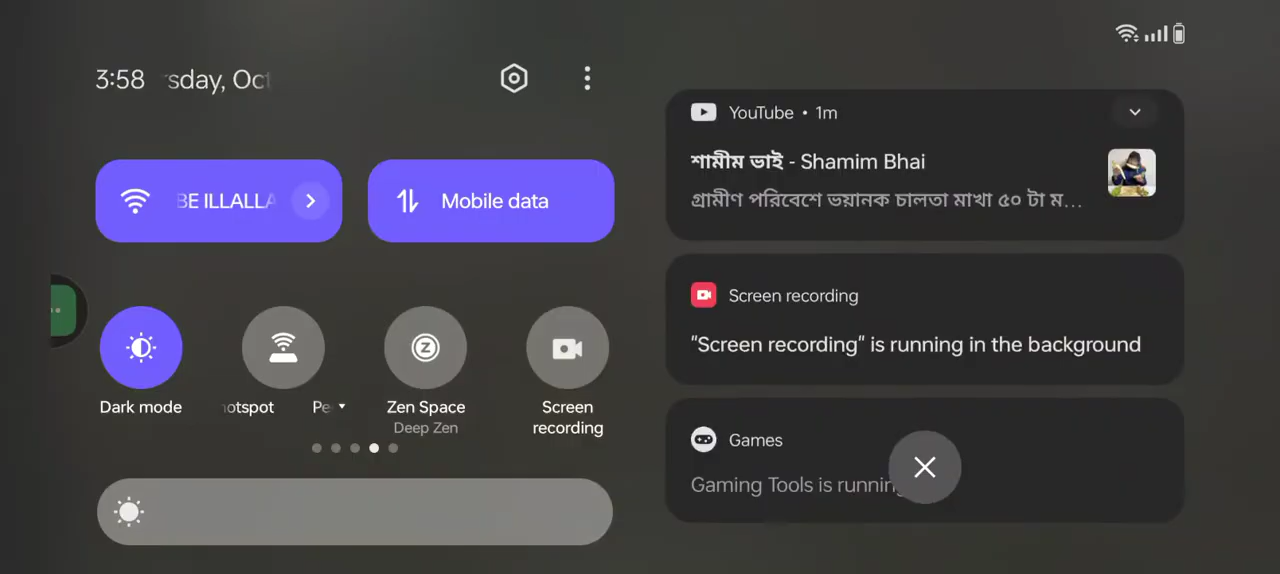 3:58 rsday, Oct
BE ILLALLA
Mobile data
Dark mode
otspot Pe
Zen Space
Deep Zen
Screen
recording
YouTube • 1m
শামীম ভাই - Shamim Bhai
গ্রামীণ পরিবেশে ভয়ানক চালতা মাখা ৫০ টা ম...
Screen recording
“Screen recording“ is running in the background
Games
Gaming Tools is running